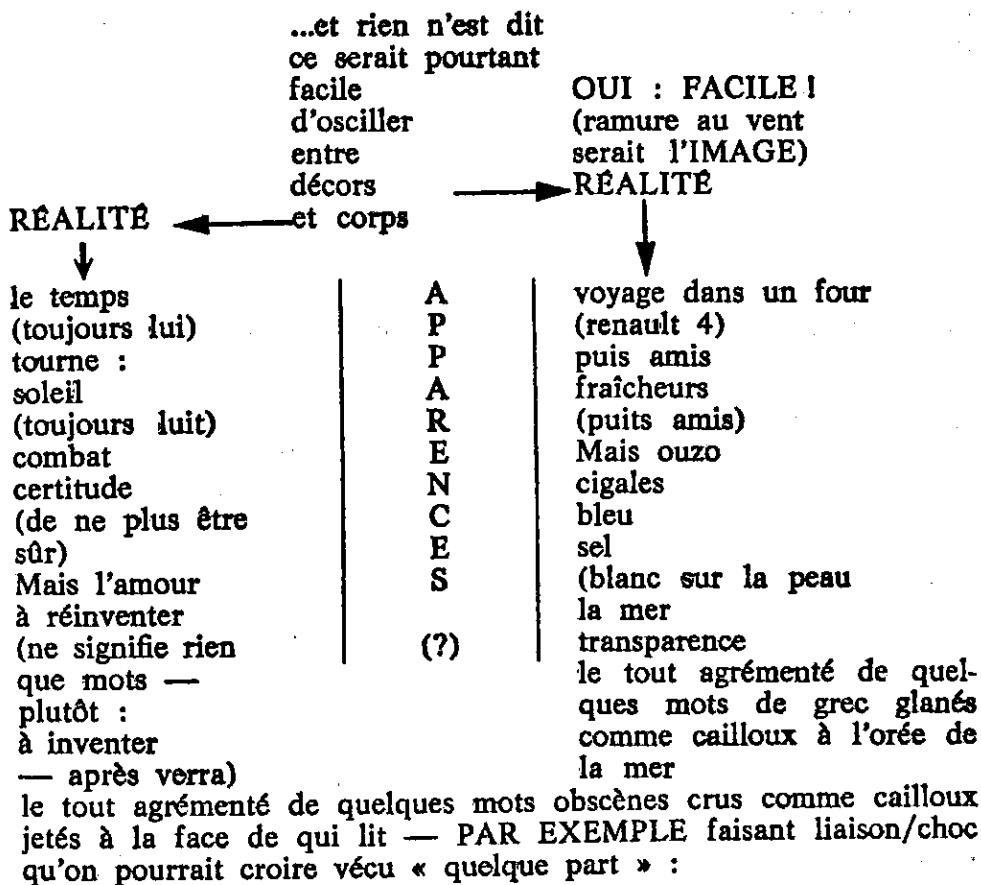 ...et rien n'est dit
ce serait pourtant
facile
d'osciller
entre
décors
et corps
OUI : FACILE !
(ramure au vent
serait l'IMAGE)
RÉALITÉ
RÉALITÉ
le temps
(toujours lui)
tourne :
soleil
(toujours luit)
combat
certitude
(de ne plus être
sûr)
Mais l'amour
à réinventer
(ne signifie rien
que mots —
plutôt :
à inventer
— après verra)
A
P
P
A
R
E
N
C
E
S
(?)
voyage dans un four
(renault 4)
puis amis
fraîcheurs
(puits amis)
Mais ouzo
cigales
bleu
sel
(blanc sur la peau
la mer
transparence
le tout agrémenté de quel-
ques mots de grec glanés
comme cailloux à l'orée de
la mer
le tout agrémenté de quelques mots obscènes crus comme cailloux
jetés à la face de qui lit — PAR EXEMPLE faisant liaison/choc
qu'on pourrait croire vécu « quelque part » :